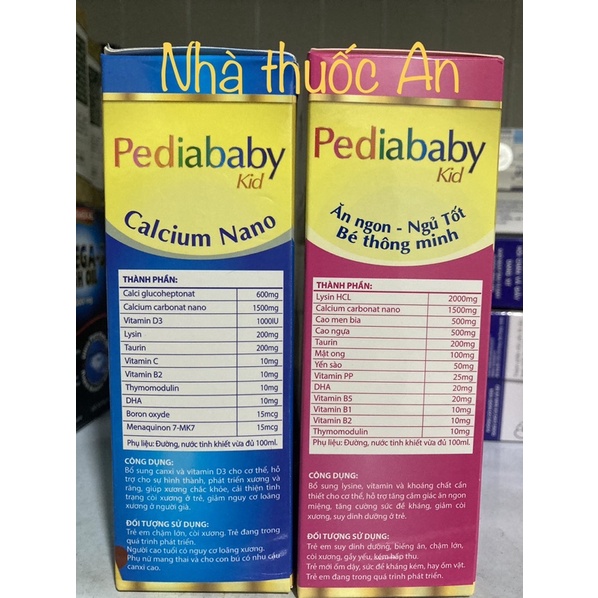 Nhà thuốc An
Pediababy
Kid
Calcium Nano
THÀNH PHẦN:
Calci glucoheptonat 600mg
Calcium carbonat nano 1500mg
Vitamin D3 1000IU
Lysin 200mg
Taurin 200mg
Vitamin C 10mg
Vitamin B2 10mg
Thymomodulin 10mg
DHA 10mg
Boron oxyde 15mcg
Menaquinon 7-MK7 15mcg
Phụ liệu: Đường, nước tinh khiết vừa đủ 100ml.
CÔNG DỤNG:
Bổ sung canxi và vitamin D3 cho cơ thể, hỗ
trợ cho sự hình thành, phát triển xương và
răng, giúp xương chắc khỏe, cải thiện tình
trạng còi xương ở trẻ, giảm nguy cơ loãng
xương ở người già.
ĐỐI TƯỢNG SỬ DỤNG:
Trẻ em chậm lớn, còi xương. Trẻ đang trong
quá trình phát triển.
Người cao tuổi có nguy cơ loãng xương.
Phụ nữ mang thai và cho con bú có nhu cầu
canxi cao.
Pediababy
Kid
Ăn ngon - Ngủ Tốt
Bé thông minh
THÀNH PHẦN:
Lysin HCL 2000mg
Calcium carbonat nano 1500mg
Cao men bia 500mg
Cao ngựa 500mg
Taurin 200mg
Mật ong 100mg
Yến sào 50mg
Vitamin PP 25mg
DHA 20mg
Vitamin B5 20mg
Vitamin B1 10mg
Vitamin B2 10mg
Thymomodulin 10mg
Phụ liệu: Đường, nước tinh khiết vừa đủ 100ml.
CÔNG DỤNG:
Bổ sung lysine, vitamin và khoáng chất cần
thiết cho cơ thể, hỗ trợ tăng cảm giác ăn ngon
miệng, tăng cường sức đề kháng, giảm còi
xương, suy dinh dưỡng ở trẻ.
ĐỐI TƯỢNG SỬ DỤNG:
Trẻ em suy dinh dưỡng, biếng ăn, chậm lớn,
còi xương, gầy yếu, kém hấp thu.
Trẻ mới ốm dậy, sức đề kháng kém, hay ốm vặt.
Trẻ em đang trong quá trình phát triển.